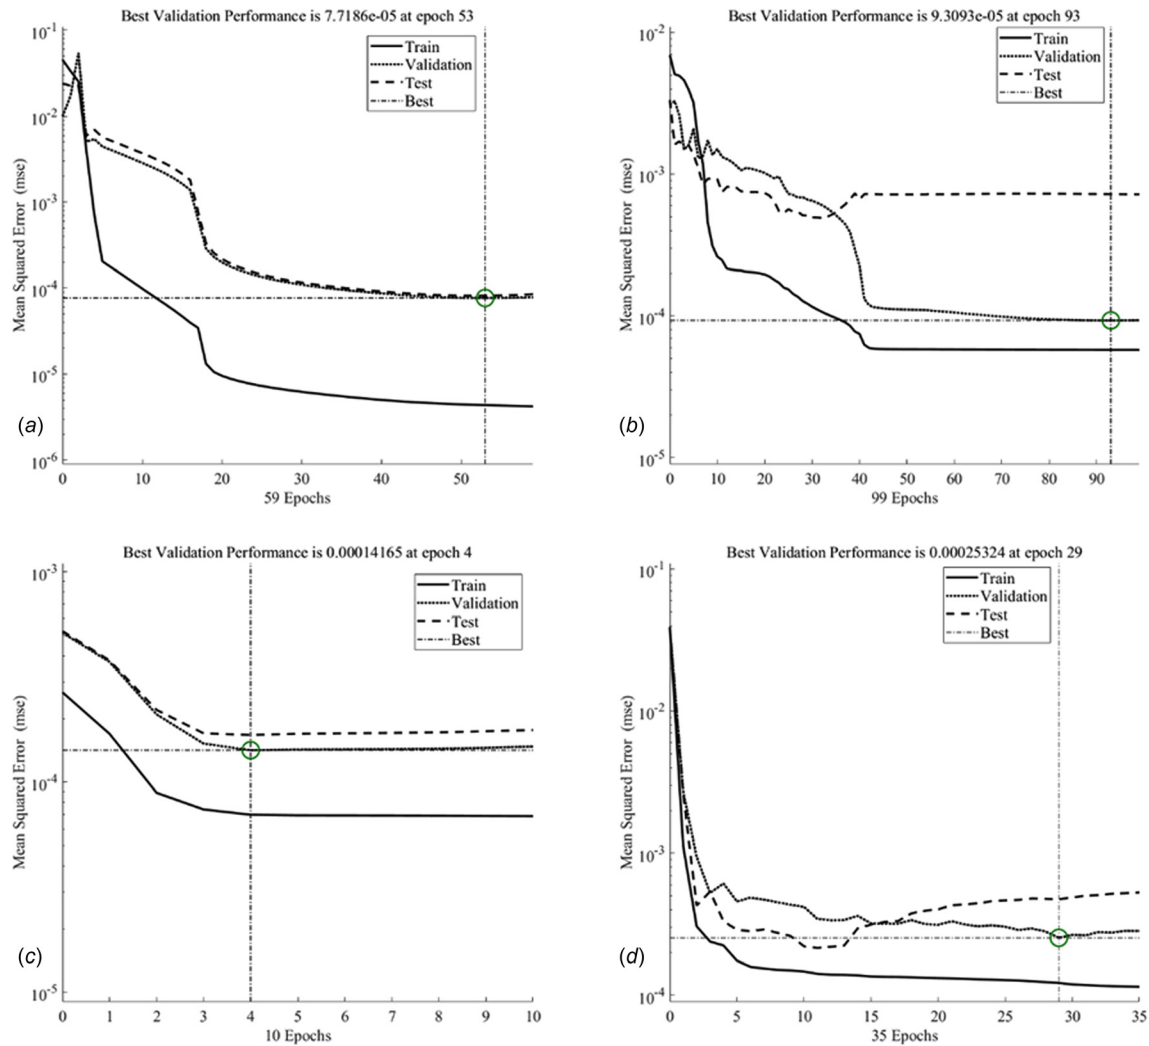 Best Validation Performance is 7.7186e-05 at epoch 53
Train
Validation
Test
Best
Mean Squared Error (mse)
10^-1
10^-2
10^-3
10^-4
10^-5
10^-6
0 10 20 30 40 50
59 Epochs
(a)
Best Validation Performance is 9.3093e-05 at epoch 93
Train
Validation
Test
Best
Mean Squared Error (mse)
10^-2
10^-3
10^-4
10^-5
0 10 20 30 40 50 60 70 80 90
99 Epochs
(b)
Best Validation Performance is 0.00014165 at epoch 4
Train
Validation
Test
Best
Mean Squared Error (mse)
10^-3
10^-4
10^-5
0 1 2 3 4 5 6 7 8 9 10
10 Epochs
(c)
Best Validation Performance is 0.00025324 at epoch 29
Train
Validation
Test
Best
Mean Squared Error (mse)
10^-1
10^-2
10^-3
10^-4
0 5 10 15 20 25 30 35
35 Epochs
(d)